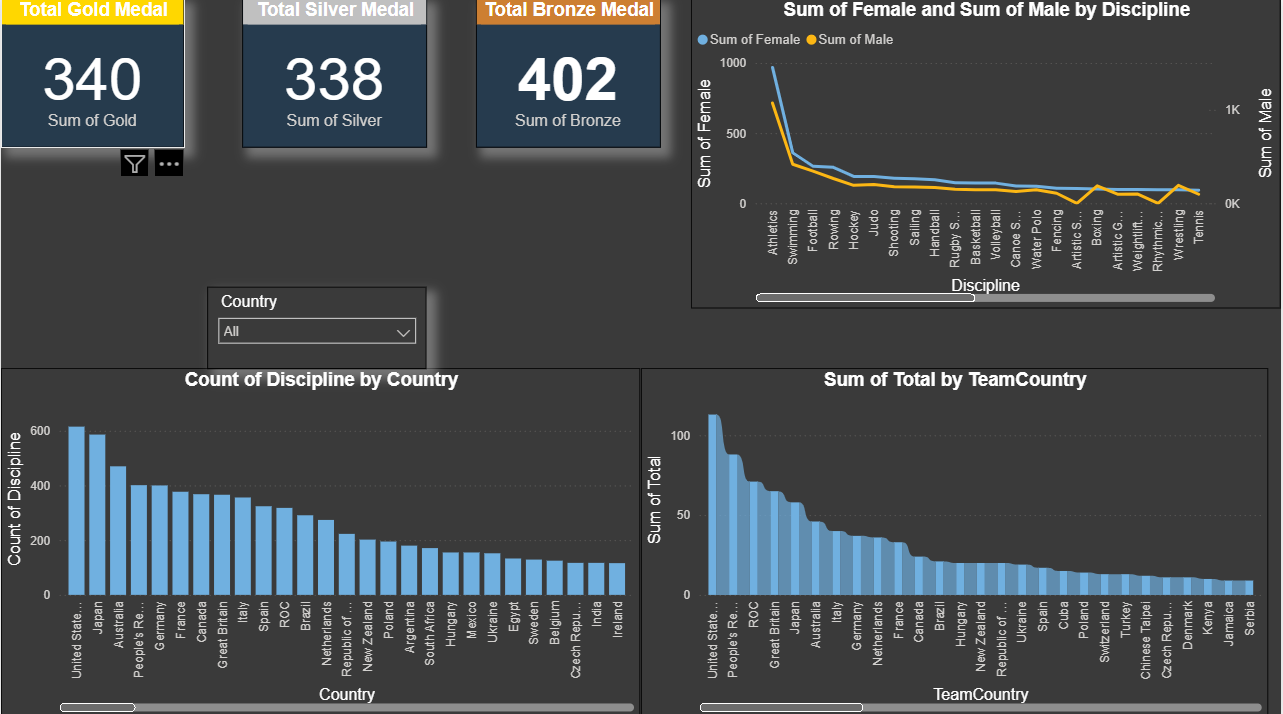 Total Gold Medal
340
Sum of Gold
Total Silver Medal
338
Sum of Silver
Total Bronze Medal
402
Sum of Bronze
Sum of Female and Sum of Male by Discipline
Sum of Female
Sum of Male
Sum of Female
1000
500
0
1K
0K
Sum of Male
Athletics
Swimming
Football
Rowing
Hockey
Judo
Shooting
Sailing
Handball
Rugby S...
Basketball
Volleyball
Canoe S...
Water Polo
Fencing
Artistic S...
Boxing
Artistic G...
Weightlift...
Rhythmic...
Wrestling
Tennis
Discipline
Country
All
Count of Discipline by Country
Count of Discipline
600
400
200
0
United State...
Japan
Australia
People's Re...
Germany
France
Canada
Great Britain
Italy
Spain
ROC
Brazil
Netherlands
Republic of ...
New Zealand
Poland
Argentina
South Africa
Hungary
Mexico
Ukraine
Egypt
Sweden
Belgium
Czech Repu...
India
Ireland
Country
Sum of Total by TeamCountry
Sum of Total
100
50
0
United State...
People's Re...
ROC
Great Britain
Japan
Australia
Italy
Germany
Netherlands
France
Canada
Brazil
Hungary
New Zealand
Republic of ...
Ukraine
Spain
Cuba
Poland
Switzerland
Turkey
Chinese Taipei
Czech Repu...
Denmark
Kenya
Jamaica
Serbia
TeamCountry